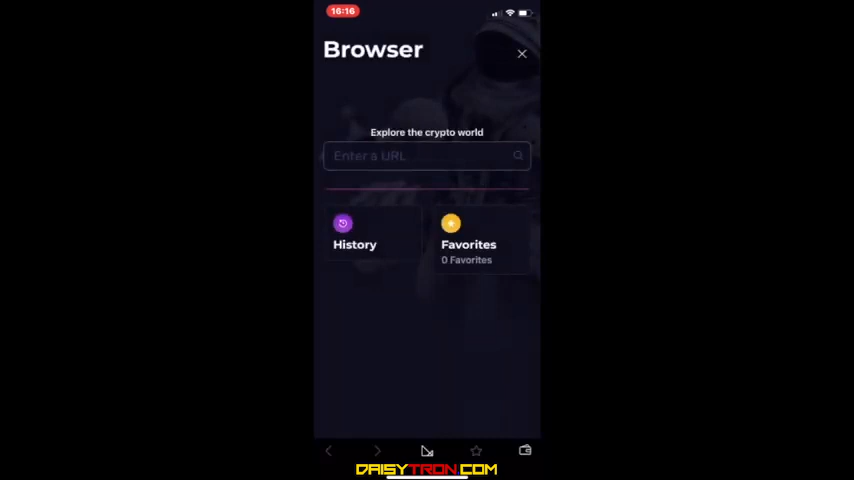 16:16
Browser
Explore the crypto world
Enter a URL
History
Favorites
0 Favorites
DAISYTRON.COM